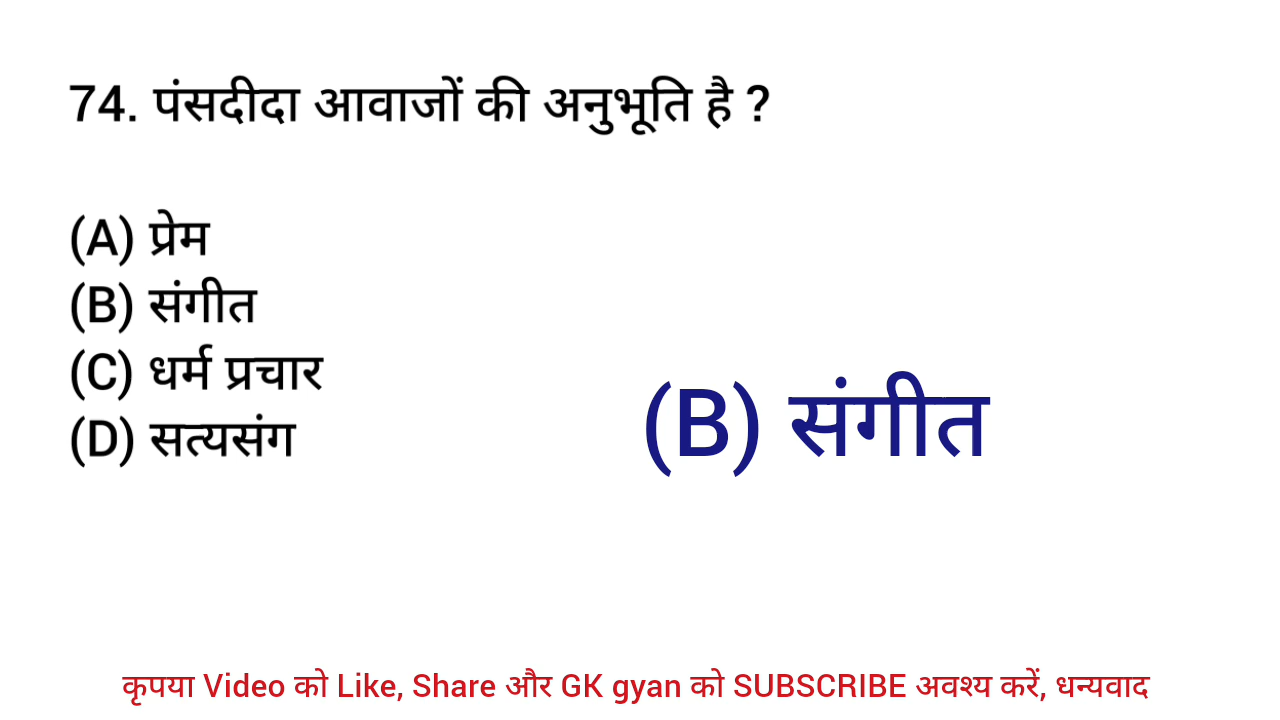 74. पंसदीदा आवाजों की अनुभूति है ?
(A) प्रेम
(B) संगीत
(C) धर्म प्रचार
(D) सत्यसंग
(B) संगीत
कृपया Video को Like, Share और GK gyan को SUBSCRIBE अवश्य करें, धन्यवाद